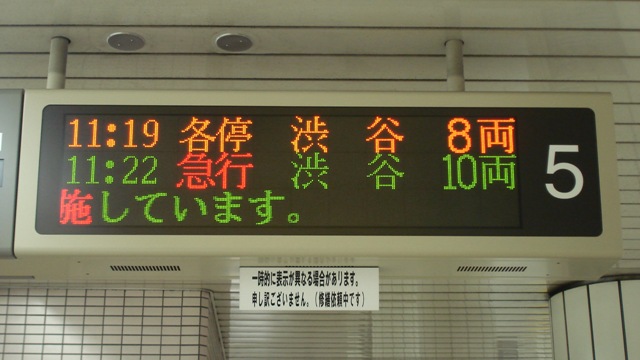 11:19 各停 渋谷 8両
11:22 急行 渋谷 10両
施しています。
5
一時的に表示が異なる場合があります。
申し訳ございません。(修繕依頼中です)